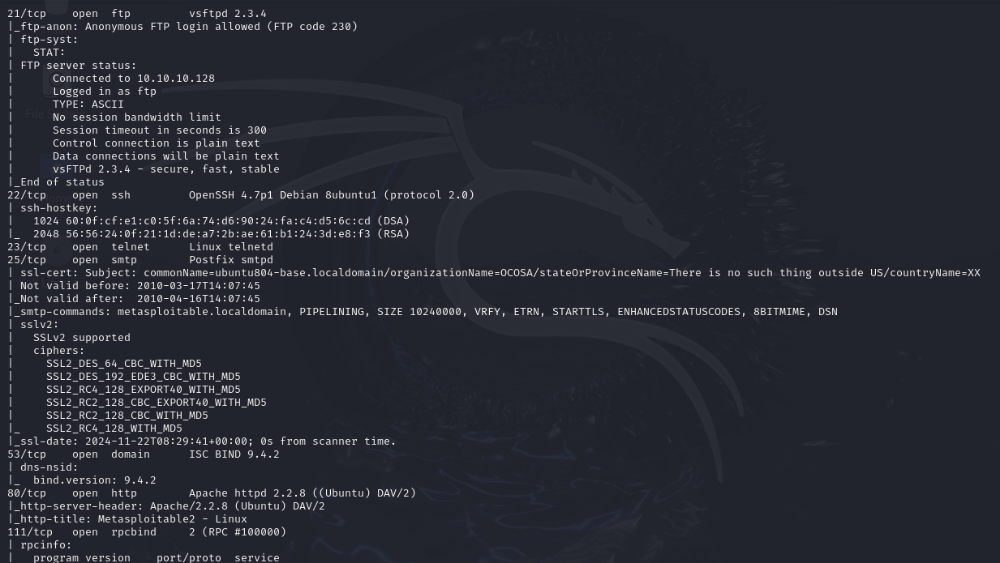 21/tcp    open  ftp         vsftpd 2.3.4
|_ftp-anon: Anonymous FTP login allowed (FTP code 230)
| ftp-syst:
|   STAT:
| FTP server status:
|      Connected to 10.10.10.128
|      Logged in as ftp
|      TYPE: ASCII
|      No session bandwidth limit
|      Session timeout in seconds is 300
|      Control connection is plain text
|      Data connections will be plain text
|      vsFTPd 2.3.4 - secure, fast, stable
|_End of status
22/tcp    open  ssh         OpenSSH 4.7p1 Debian 8ubuntu1 (protocol 2.0)
| ssh-hostkey:
|   1024 60:0f:cf:e1:c0:5f:6a:74:d6:90:24:fa:c4:d5:6c:cd (DSA)
|_  2048 56:56:24:0f:21:1d:de:a7:2b:ae:61:b1:24:3d:e8:f3 (RSA)
23/tcp    open  telnet      Linux telnetd
25/tcp    open  smtp        Postfix smtpd
| ssl-cert: Subject: commonName=ubuntu804-base.localdomain/organizationName=OCOSA/stateOrProvinceName=There is no such thing outside US/countryName=XX
| Not valid before: 2010-03-17T14:07:45
|_Not valid after:  2010-04-16T14:07:45
|_smtp-commands: metasploitable.localdomain, PIPELINING, SIZE 10240000, VRFY, ETRN, STARTTLS, ENHANCEDSTATUSCODES, 8BITMIME, DSN
| sslv2:
|   SSLv2 supported
|   ciphers:
|     SSL2_DES_64_CBC_WITH_MD5
|     SSL2_DES_192_EDE3_CBC_WITH_MD5
|     SSL2_RC4_128_EXPORT40_WITH_MD5
|     SSL2_RC2_128_CBC_EXPORT40_WITH_MD5
|     SSL2_RC2_128_CBC_WITH_MD5
|_    SSL2_RC4_128_WITH_MD5
|_ssl-date: 2024-11-22T08:29:41+00:00; 0s from scanner time.
53/tcp    open  domain      ISC BIND 9.4.2
| dns-nsid:
|_  bind.version: 9.4.2
80/tcp    open  http        Apache httpd 2.2.8 ((Ubuntu) DAV/2)
|_http-server-header: Apache/2.2.8 (Ubuntu) DAV/2
|_http-title: Metasploitable2 - Linux
111/tcp   open  rpcbind     2 (RPC #100000)
| rpcinfo:
|   program version    port/proto  service